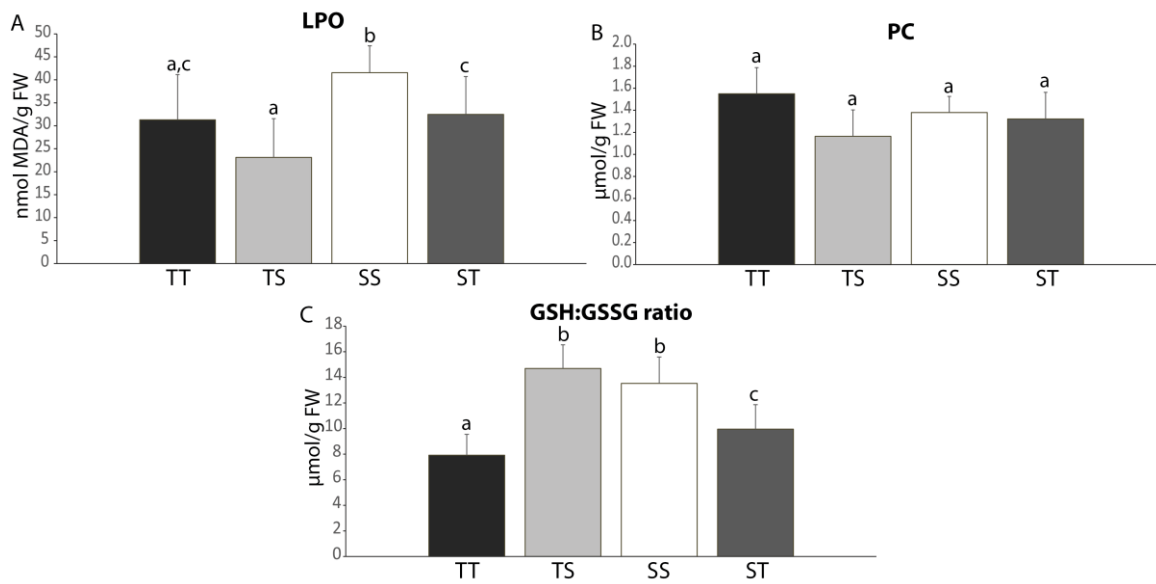 A
LPO
nmol MDA/g FW
50
45
40
35
30
25
20
15
10
5
0
a,c
a
b
c
TT TS SS ST
B
PC
µmol/g FW
2.0
1.8
1.6
1.4
1.2
1.0
0.8
0.6
0.4
0.2
0.0
a
a
a
a
TT TS SS ST
C
GSH:GSSG ratio
µmol/g FW
18
16
14
12
10
8
6
4
2
0
a
b
b
c
TT TS SS ST